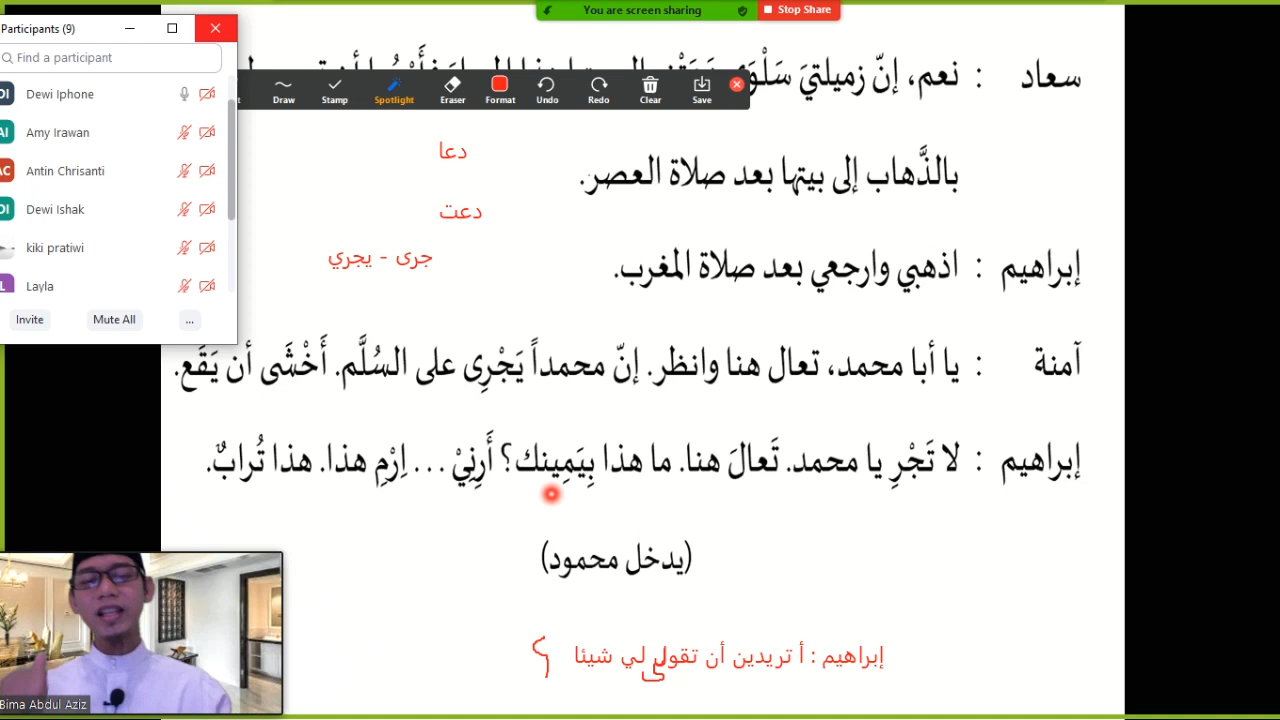 You are screen sharing
Stop Share
Participants (9)
Find a participant
Dewi Iphone
Amy Irawan
Antin Chrisanti
Dewi Ishak
kiki pratiwi
Layla
Invite
Mute All
...
Draw
Stamp
Spotlight
Eraser
Format
Undo
Redo
Clear
Save
سعاد : نعم، إنّ زميلتيَ سَلْوَى
بالذَّهاب إلى بيتها بعد صلاة العصر.
دعا
دعت
جرى - يجري
إبراهيم : اذهبي وارجعي بعد صلاة المغرب.
آمنة : يا أبا محمد، تعال هنا وانظر. إنّ محمداً يَجْرِى على السُلَّم. أَخْشَى أن يَقَع.
إبراهيم : لا تَجْرِ يا محمد. تَعالَ هنا. ما هذا بِيَمِينك؟ أَرِنِيْ ... اِرْمِ هذا. هذا تُرابٌ.
(يدخل محمود)
إبراهيم : أ تريدين أن تقول لي شيئا
Bima Abdul Aziz